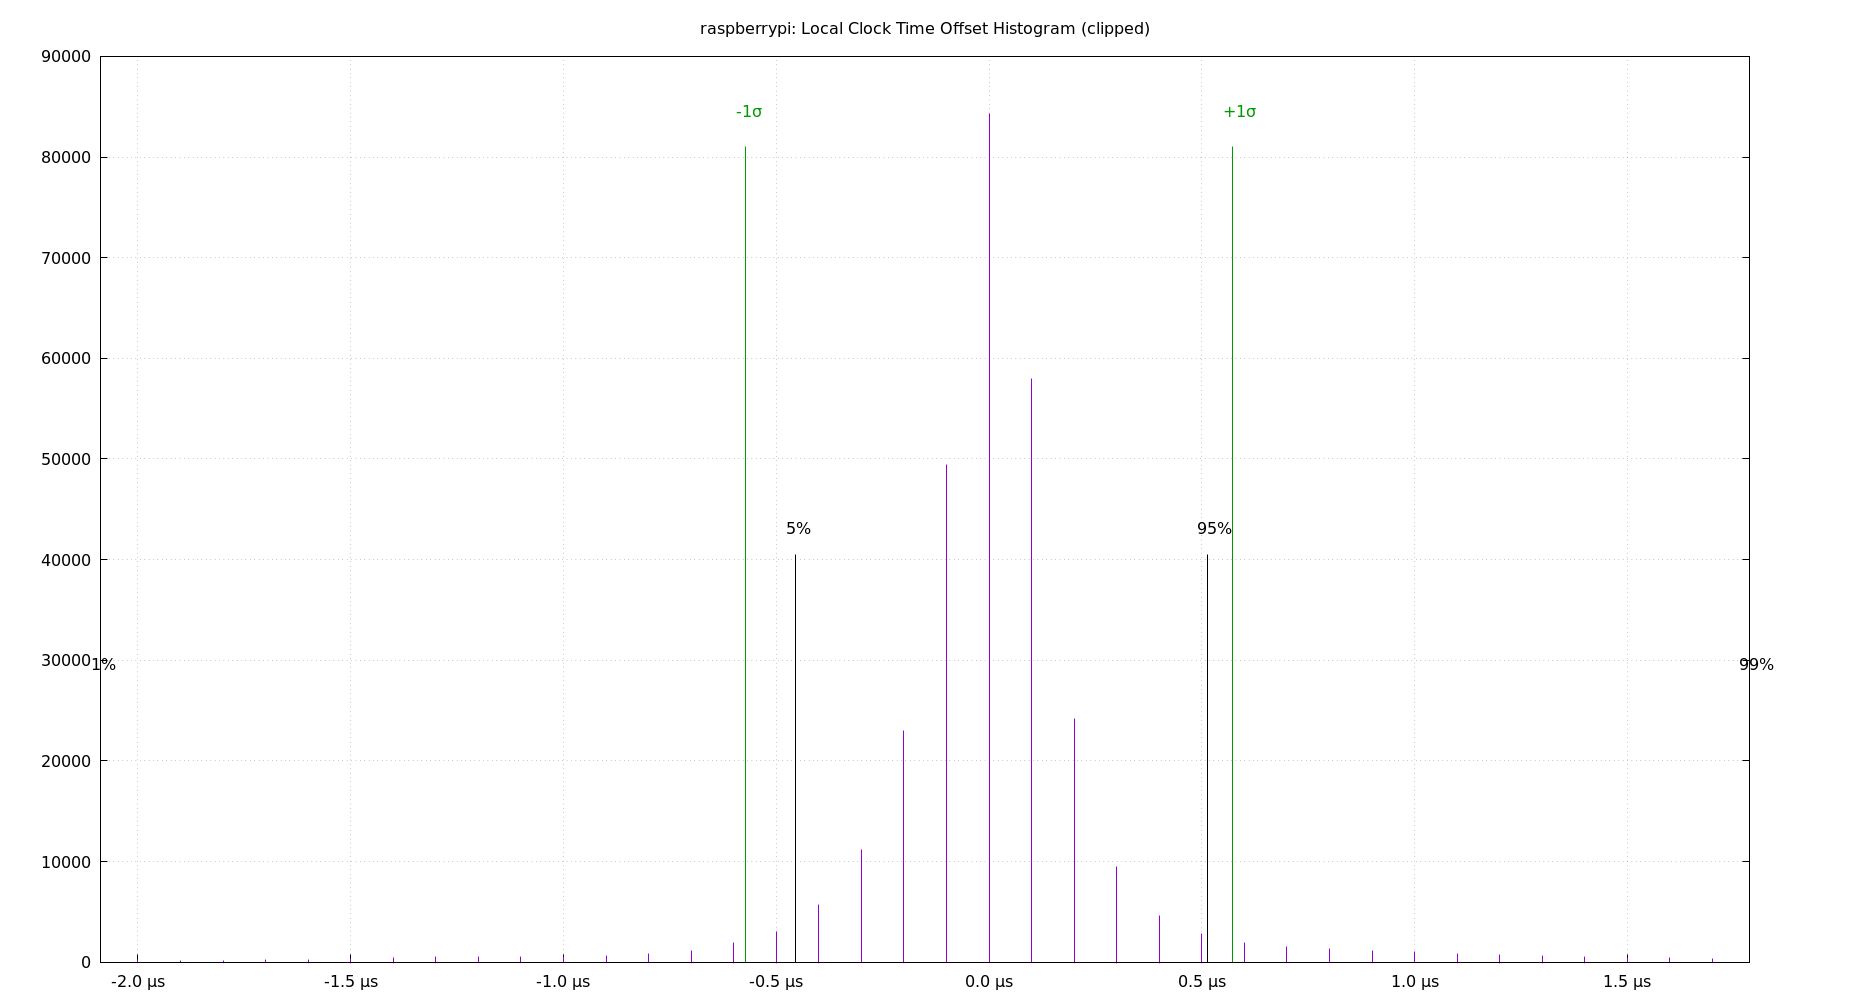 raspberrypi: Local Clock Time Offset Histogram (clipped)
90000
-1σ
+1σ
80000
70000
60000
50000
5%
95%
40000
30000
1%
99%
20000
10000
0
-2.0 µs
-1.5 µs
-1.0 µs
-0.5 µs
0.0 µs
0.5 µs
1.0 µs
1.5 µs